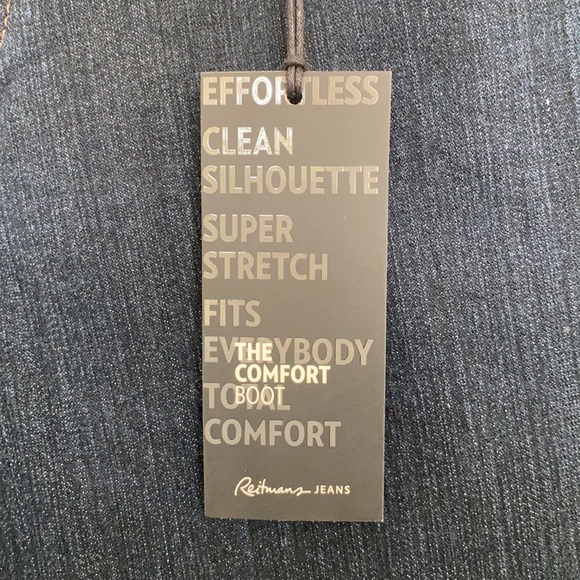 EFFORTLESS
CLEAN
SILHOUETTE
SUPER
STRETCH
FITS
EVERYBODY
TOTAL
COMFORT
THE
COMFORT
BOOT
Reitmans JEANS